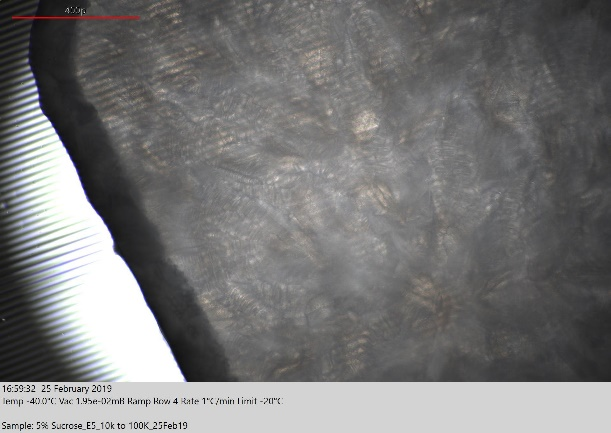 400µ
16:59:32 25 February 2019
Temp -40.0°C Vac 1.95e-02mB Ramp Row 4 Rate 1°C/min Limit -20°C
Sample: 5% Sucrose_E5_10k to 100K_25Feb19